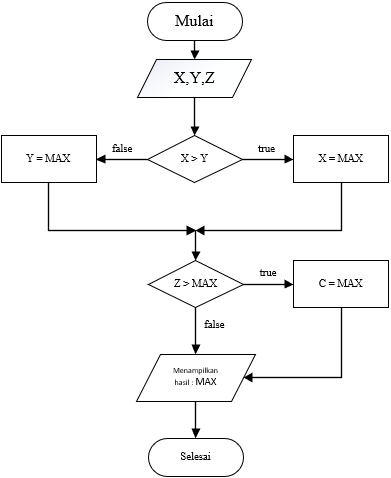 Mulai
X,Y,Z
false
true
Y = MAX
X > Y
X = MAX
true
Z > MAX
C = MAX
false
Menampilkan
hasil : MAX
Selesai